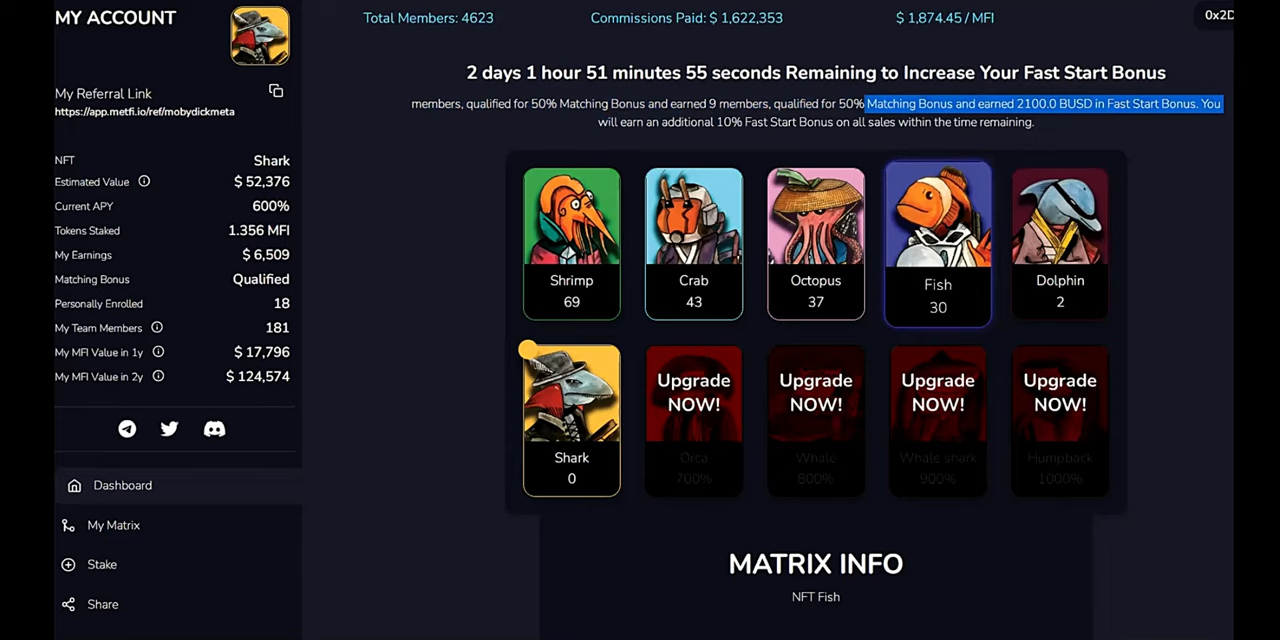 MY ACCOUNT
Total Members: 4623
Commissions Paid: $ 1,622,353
$ 1,874.45 / MFI
0x2D
2 days 1 hour 51 minutes 55 seconds Remaining to Increase Your Fast Start Bonus
members, qualified for 50% Matching Bonus and earned 9 members, qualified for 50% Matching Bonus and earned 2100.0 BUSD in Fast Start Bonus. You
will earn an additional 10% Fast Start Bonus on all sales within the time remaining.
My Referral Link
https://app.metfi.io/ref/mobydickmeta
NFT Shark
Estimated Value $ 52,376
Current APY 600%
Tokens Staked 1.356 MFI
My Earnings $ 6,509
Matching Bonus Qualified
Personally Enrolled 18
My Team Members 181
My MFI Value in 1y $ 17,796
My MFI Value in 2y $ 124,574
Dashboard
My Matrix
Stake
Share
Shrimp
69
Crab
43
Octopus
37
Fish
30
Dolphin
2
Shark
0
Upgrade
NOW!
Orca
700%
Upgrade
NOW!
Whale
800%
Upgrade
NOW!
Whale shark
900%
Upgrade
NOW!
Humpback
1000%
MATRIX INFO
NFT Fish